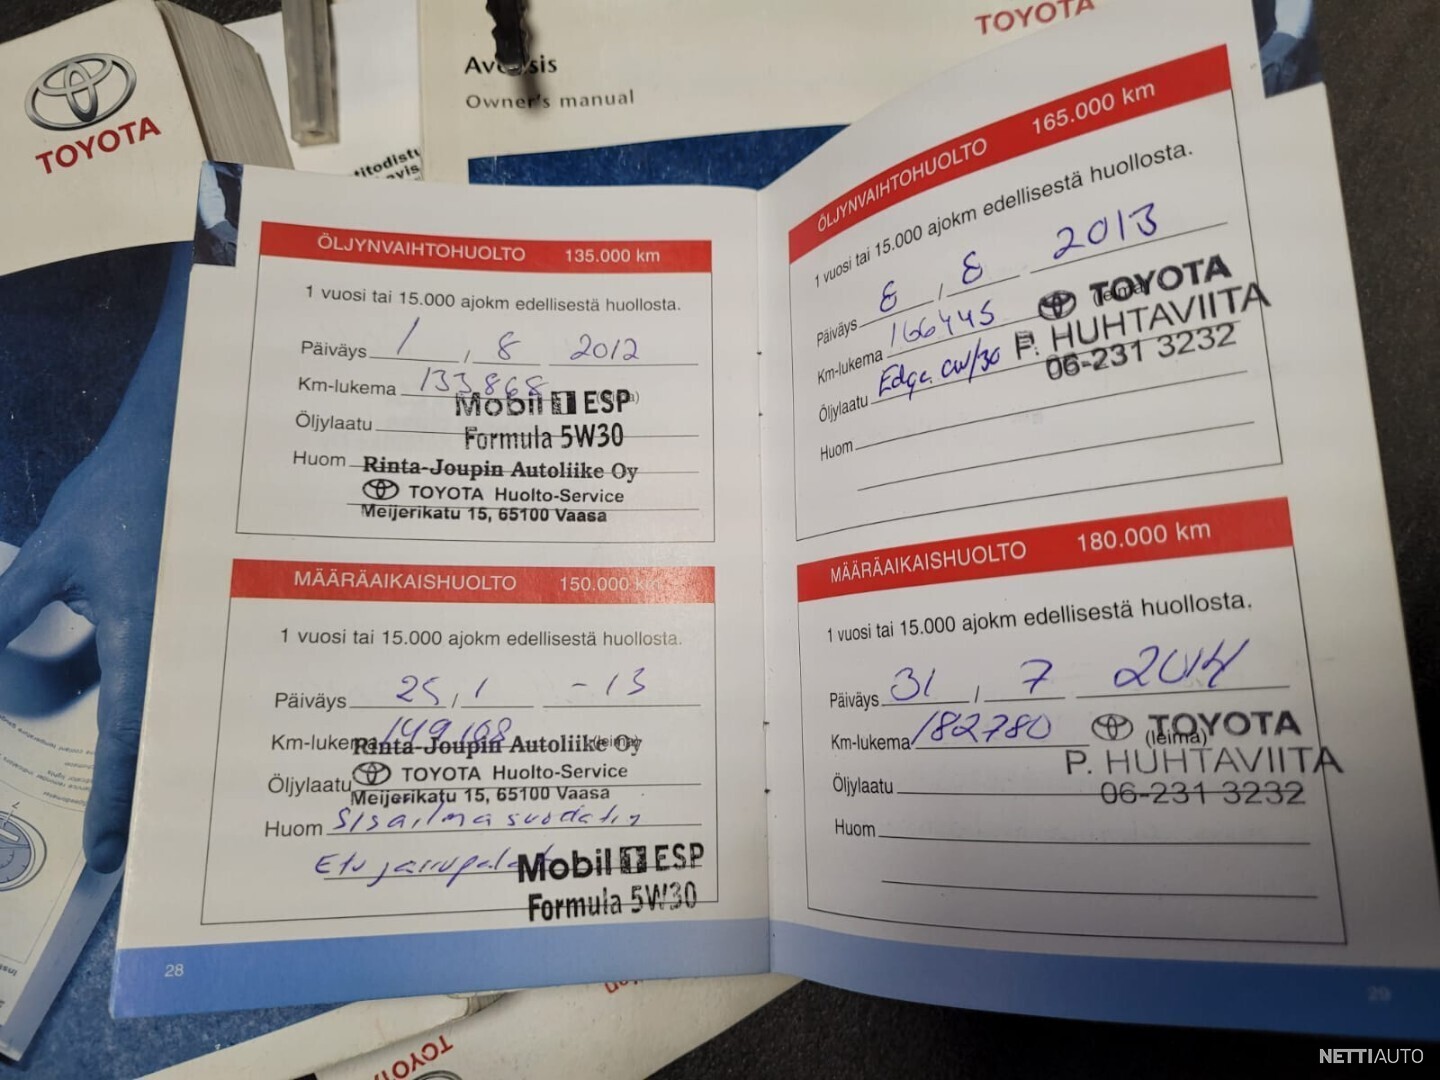 TOYOTA
Avensis
Owner's manual
TOYOTA
ÖLJYNVAIHTOHUOLTO 135.000 km
1 vuosi tai 15.000 ajokm edellisestä huollosta.
Päiväys 1 , 8 2012
Km-lukema 133868
(leima)
Mobil 1 ESP
Öljylaatu
Formula 5W30
Huom
Rinta-Joupin Autoliike Oy
TOYOTA Huolto-Service
Meijerikatu 15, 65100 Vaasa
MÄÄRÄAIKAISHUOLTO 150.000 km
1 vuosi tai 15.000 ajokm edellisestä huollosta.
Päiväys 25 , 1 -13
Km-lukema 149168
Rinta-Joupin Autoliike Oy
Öljylaatu
TOYOTA Huolto-Service
Meijerikatu 15, 65100 Vaasa
Huom Sisäilmasuodatin
Etujarrupalat
Mobil 1 ESP
Formula 5W30
28
ÖLJYNVAIHTOHUOLTO 165.000 km
1 vuosi tai 15.000 ajokm edellisestä huollosta.
Päiväys 8 , 8 2013
Km-lukema 166445
(leima)
TOYOTA
P. HUHTAVIITA
06-231 3232
Öljylaatu Edge 0W/30
Huom
MÄÄRÄAIKAISHUOLTO 180.000 km
1 vuosi tai 15.000 ajokm edellisestä huollosta.
Päiväys 31 , 7 2014
Km-lukema 182780
(leima)
TOYOTA
P. HUHTAVIITA
06-231 3232
Öljylaatu
Huom
29
TOYOTA
NETTIAUTO